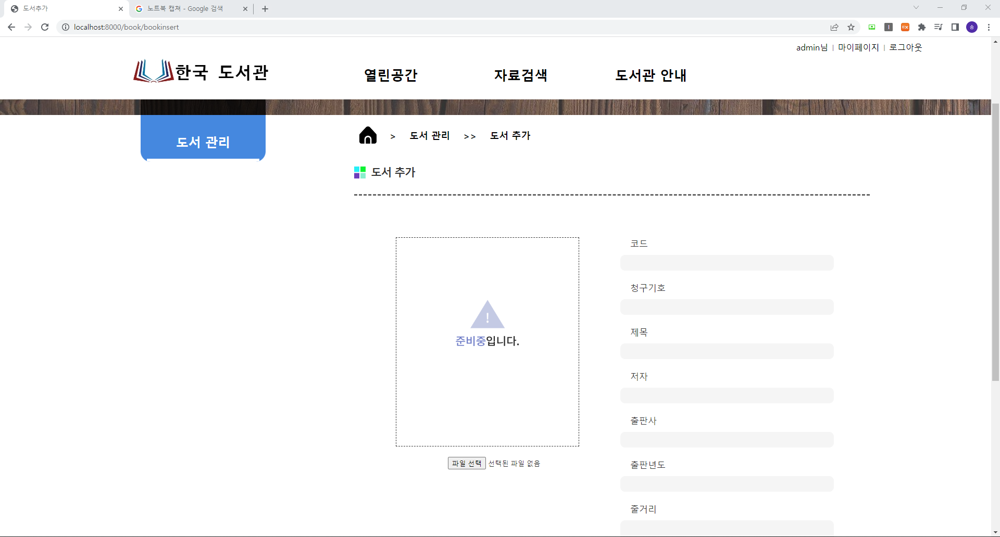 도서추가
노트북 캡쳐 - Google 검색
localhost:8000/book/bookinsert
EX
송
admin님 | 마이페이지 | 로그아웃
한국 도서관
열린공간
자료검색
도서관 안내
도서 관리
> 도서 관리 >> 도서 추가
도서 추가
!
준비중입니다.
파일 선택 선택된 파일 없음
코드
청구기호
제목
저자
출판사
출판년도
줄거리